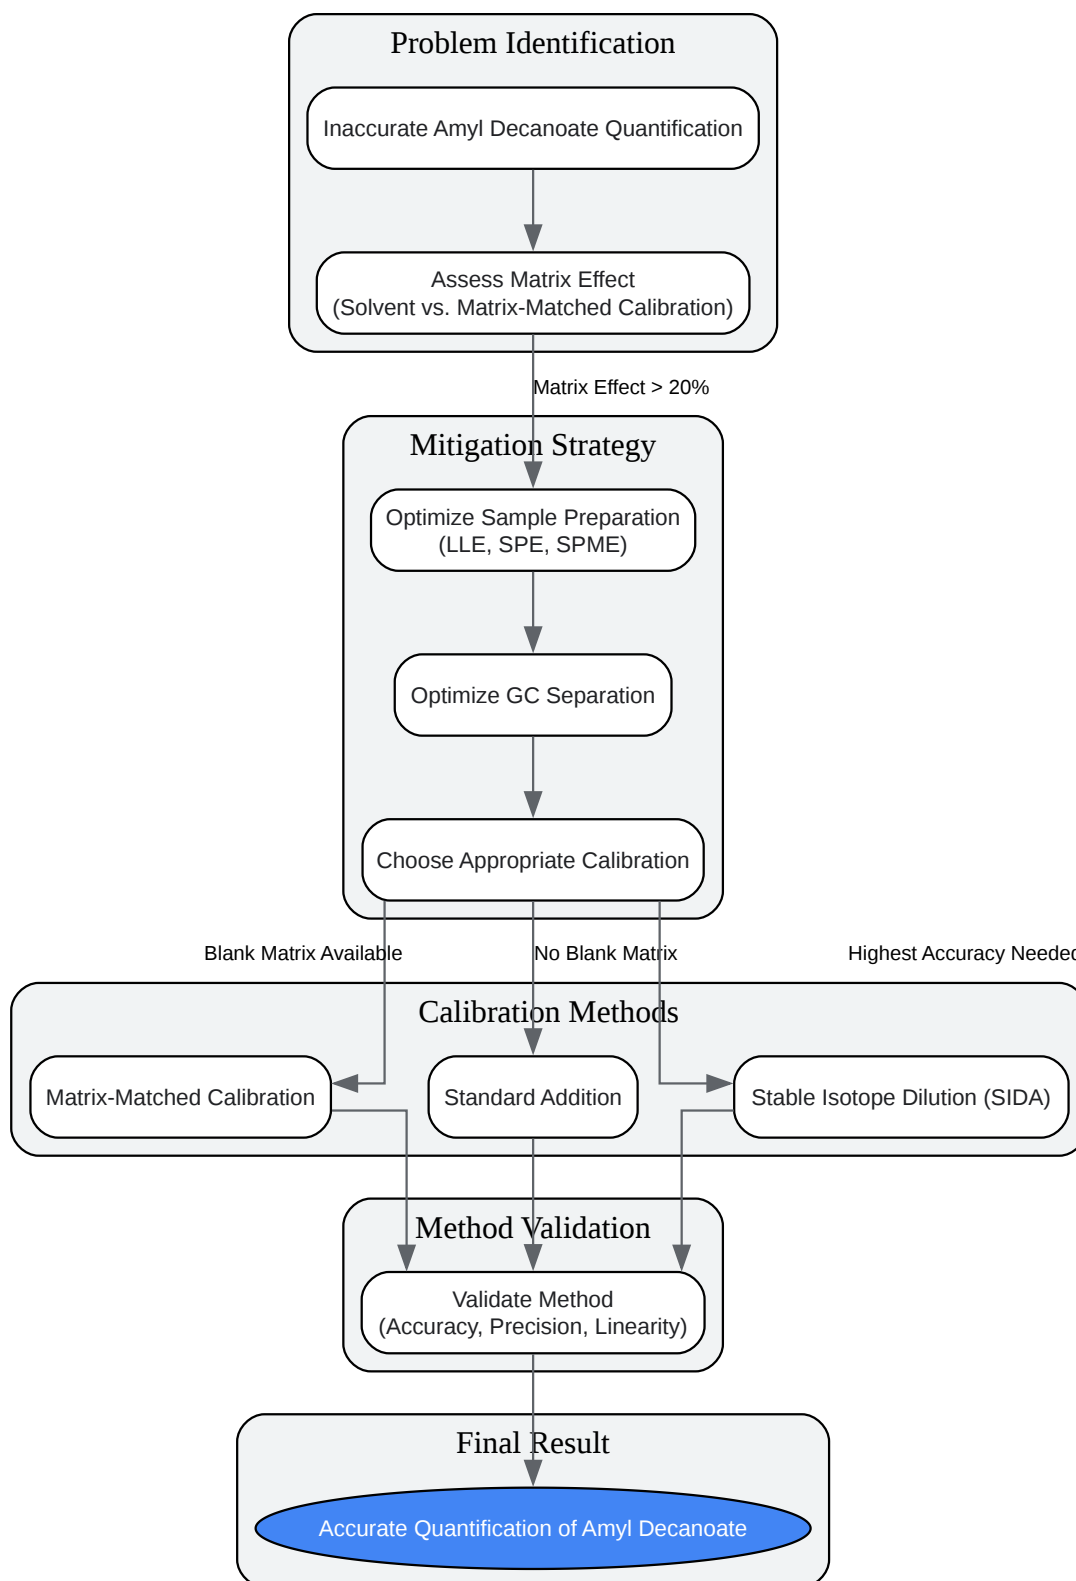 Problem Identification
Inaccurate Amyl Decanoate Quantification
Assess Matrix Effect
(Solvent vs. Matrix-Matched Calibration)
Matrix Effect > 20%
Mitigation Strategy
Optimize Sample Preparation
(LLE, SPE, SPME)
Optimize GC Separation
Choose Appropriate Calibration
Blank Matrix Available
No Blank Matrix
Highest Accuracy Needed
Calibration Methods
Matrix-Matched Calibration
Standard Addition
Stable Isotope Dilution (SIDA)
Method Validation
Validate Method
(Accuracy, Precision, Linearity)
Final Result
Accurate Quantification of Amyl Decanoate